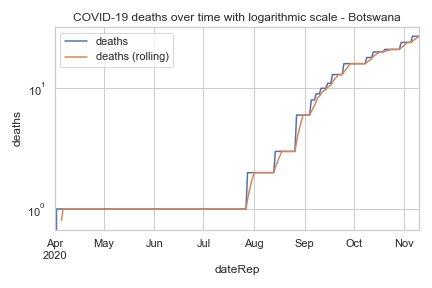 COVID-19 deaths over time with logarithmic scale - Botswana
deaths
deaths (rolling)
10¹
10⁰
deaths
Apr May Jun Jul Aug Sep Oct Nov
2020
dateRep